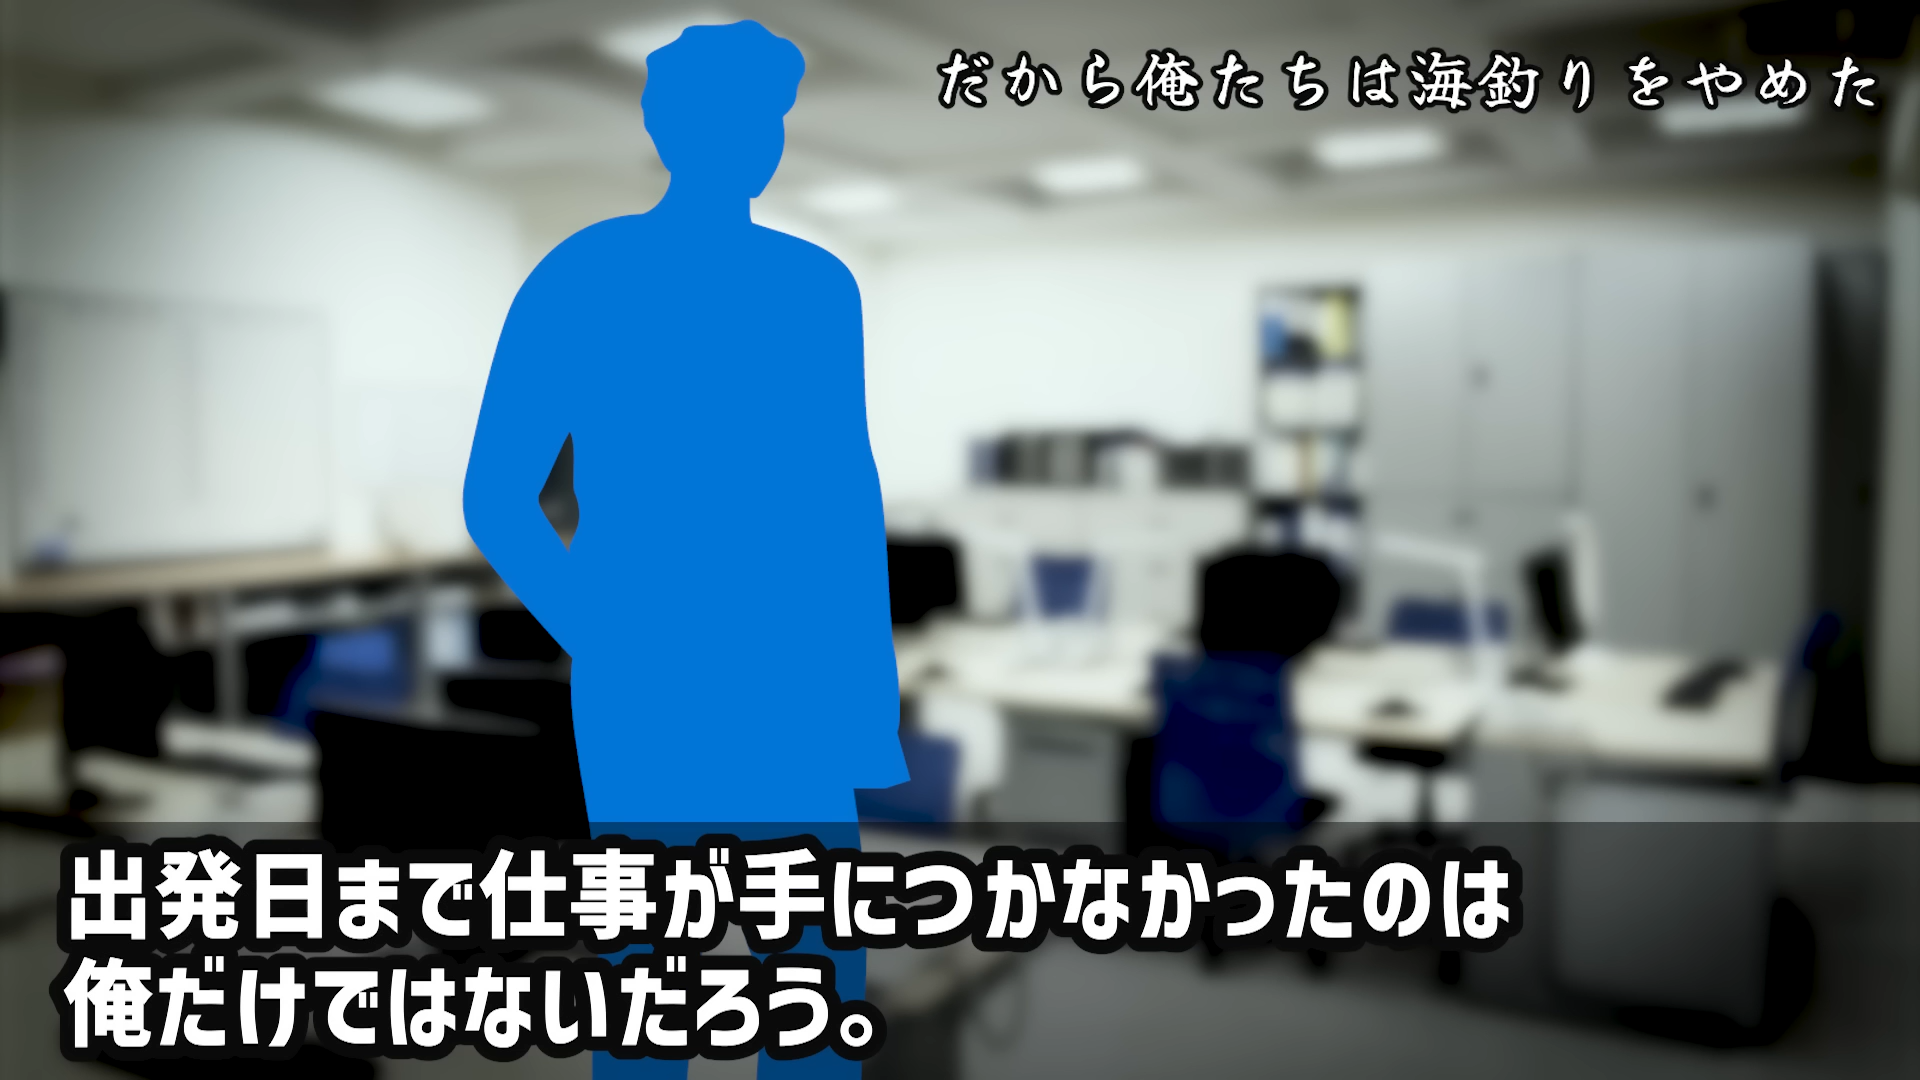 だから俺たちは海釣りをやめた
出発日まで仕事が手につかなかったのは
俺だけではないだろう。